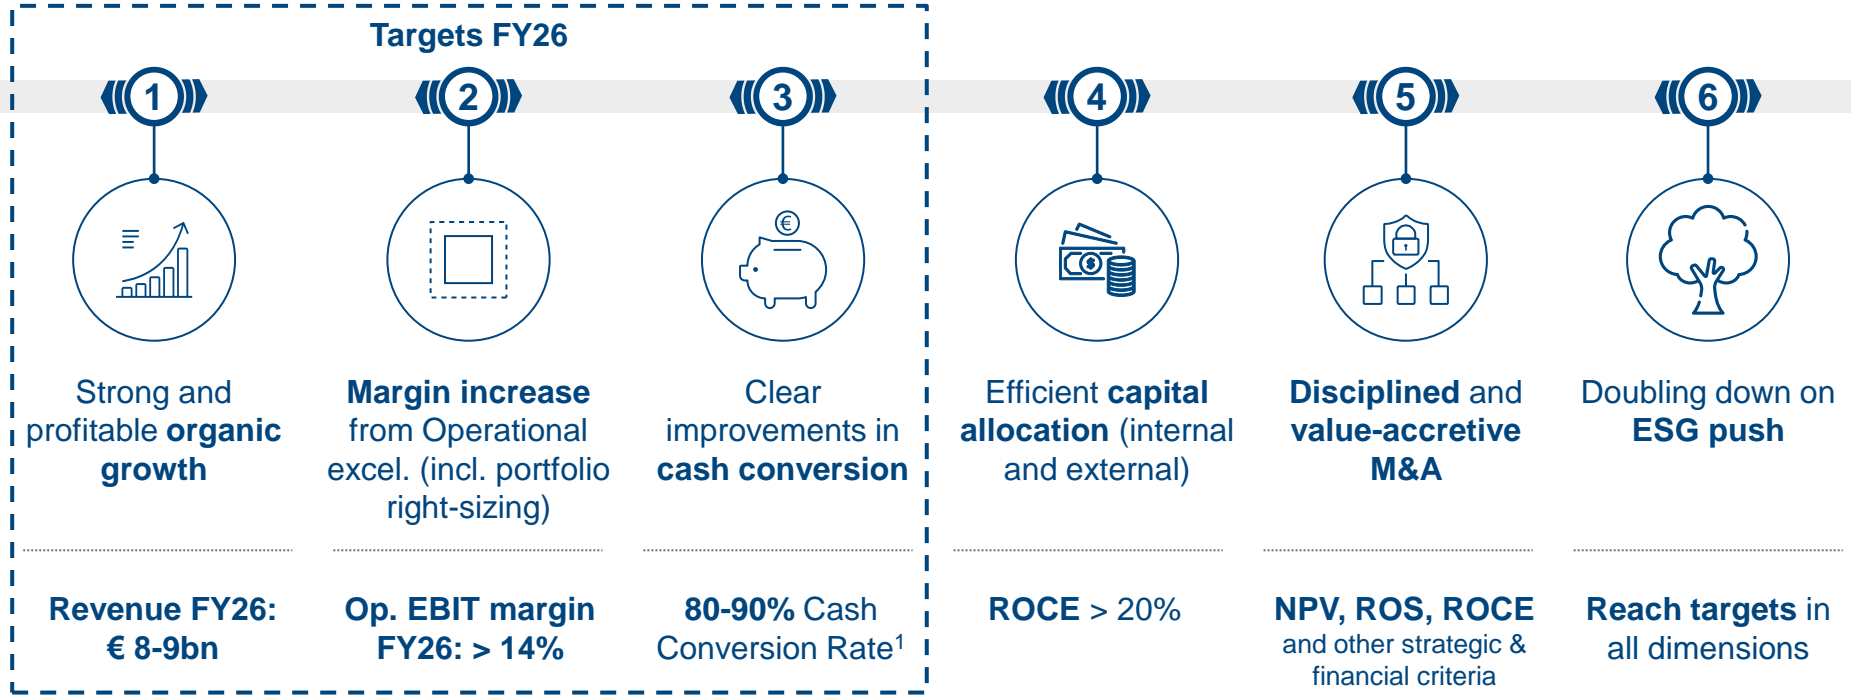 Targets FY26
1
2
3
4
5
6
€
$
Strong and
profitable organic
growth
Margin increase
from Operational
excel. (incl. portfolio
right-sizing)
Clear
improvements in
cash conversion
Efficient capital
allocation (internal
and external)
Disciplined and
value-accretive
M&A
Doubling down on
ESG push
Revenue FY26:
€ 8-9bn
Op. EBIT margin
FY26: > 14%
80-90% Cash
Conversion Rate¹
ROCE > 20%
NPV, ROS, ROCE
and other strategic &
financial criteria
Reach targets in
all dimensions